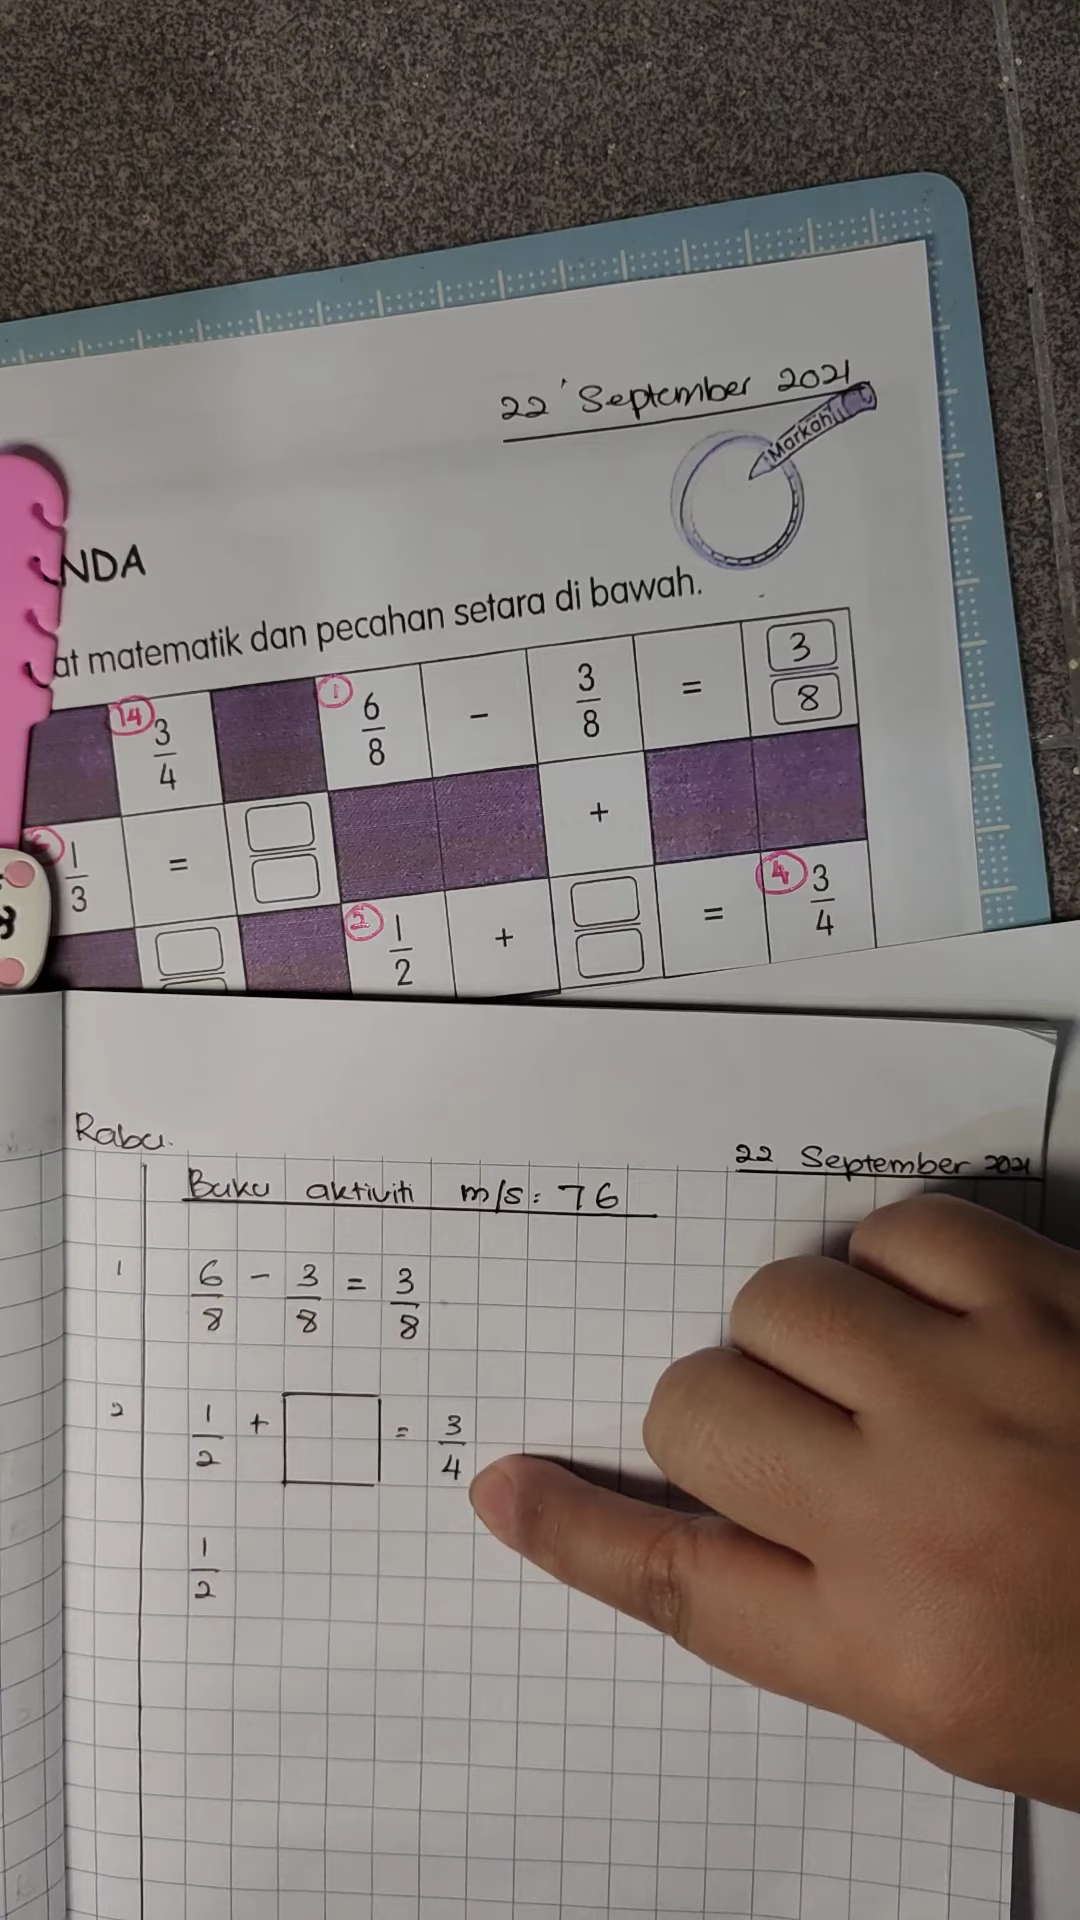 22 September 2021
Markah
NDA
at matematik dan pecahan setara di bawah.
14 3/4 1 6/8 - 3/8 = 3/8
1/3 = +
2 1/2 + = 4 3/4
Rabu.
22 September 2021
Buku aktiviti m/s: 76
1 6/8 - 3/8 = 3/8
2 1/2 + = 3/4
1/2